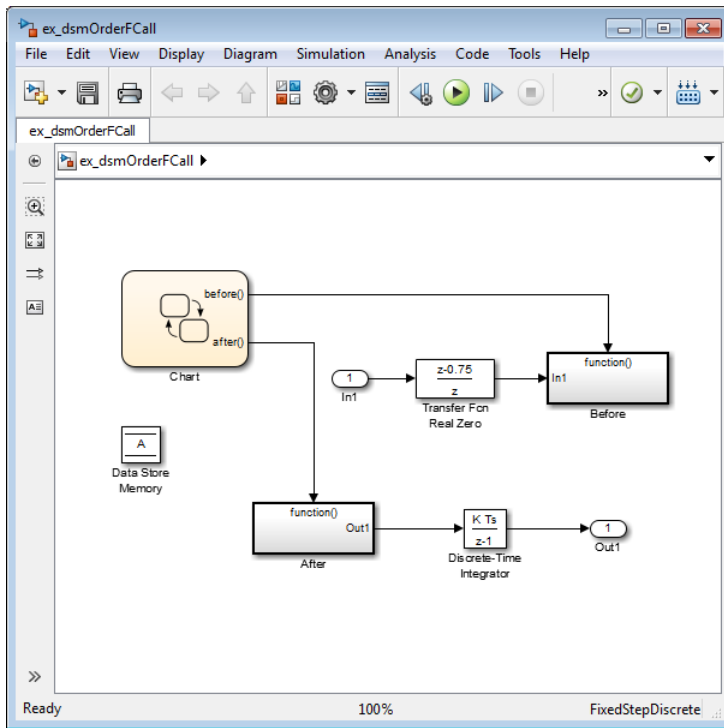 ex_dsmOrderFCall
File Edit View Display Diagram Simulation Analysis Code Tools Help
»
ex_dsmOrderFCall
ex_dsmOrderFCall
before()
after()
Chart
function()
In1
Before
1
In1
z-0.75
z
Transfer Fcn
Real Zero
A
Data Store
Memory
function()
Out1
After
K Ts
z-1
Discrete-Time
Integrator
1
Out1
»
Ready 100% FixedStepDiscrete